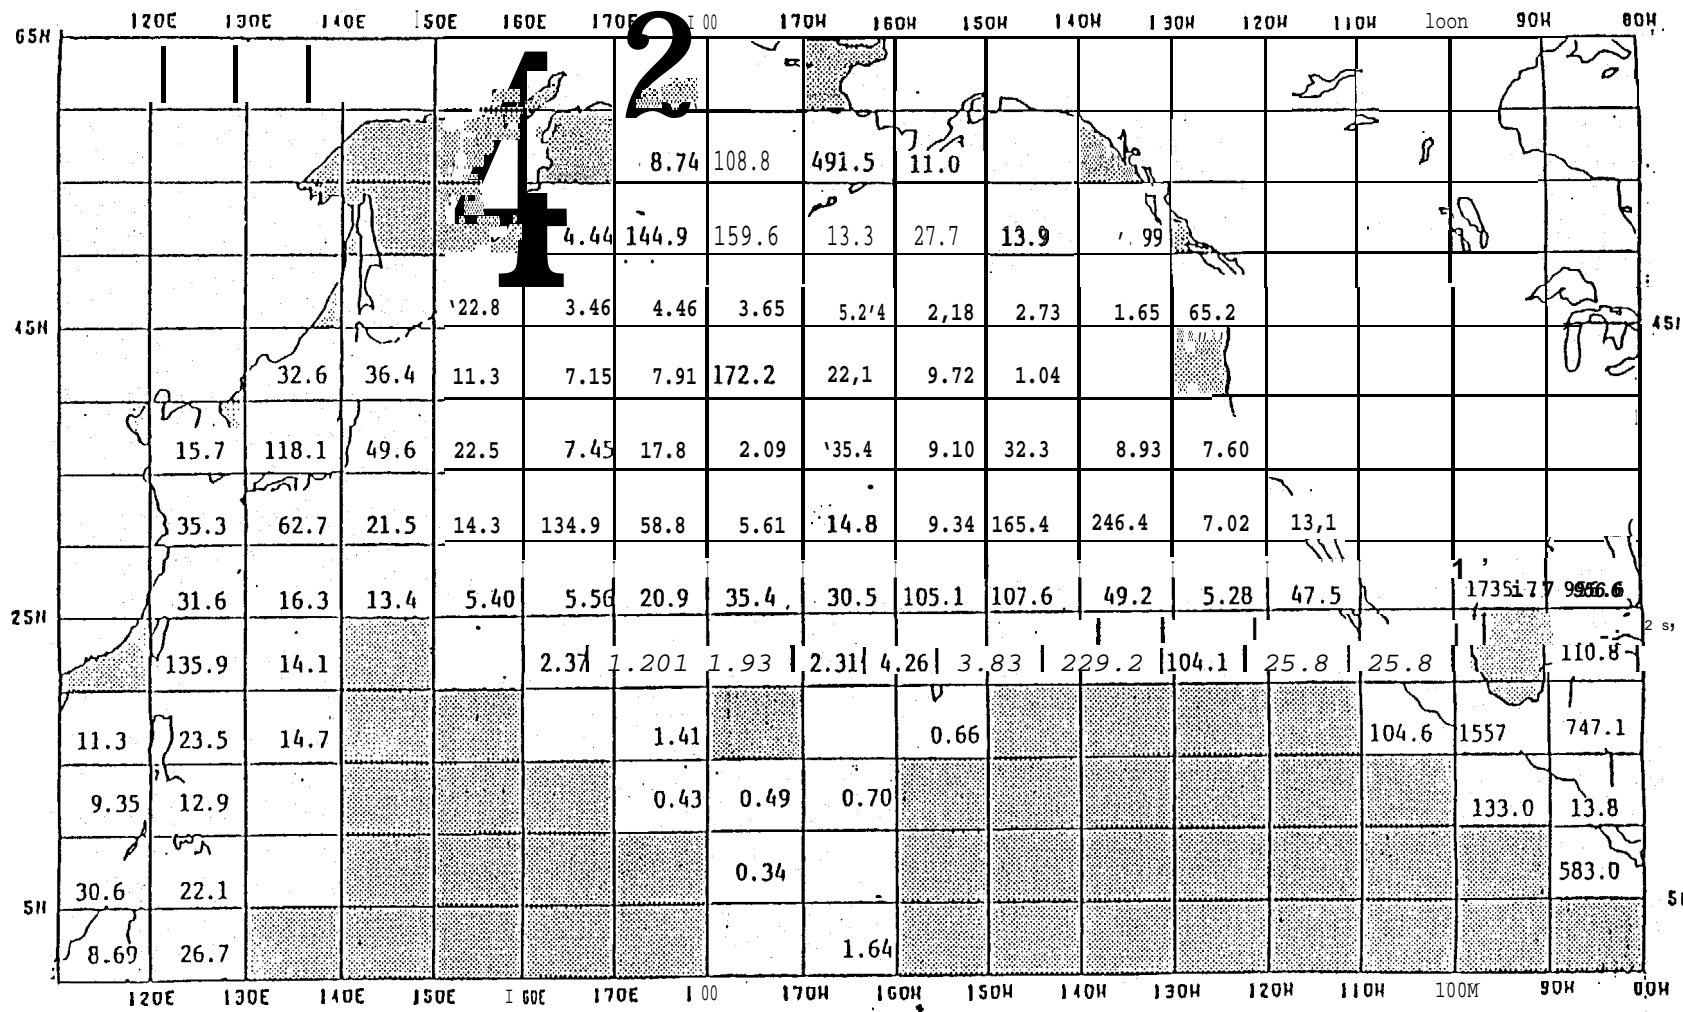 120E 130E 140E 150E 160E 170E I 00 170W 160W 150W 140W 130W 120W 110W loon 90W 80W
65N
4 2
8.74 108.8 491.5 11.0
4
4.44 144.9 159.6 13.3 27.7 13.9 99
'22.8 3.46 4.46 3.65 5.2'4 2,18 2.73 1.65 65.2
45N
32.6 36.4 11.3 7.15 7.91 172.2 22,1 9.72 1.04
15.7 118.1 49.6 22.5 7.45 17.8 2.09 '35.4 9.10 32.3 8.93 7.60
35.3 62.7 21.5 14.3 134.9 58.8 5.61 14.8 9.34 165.4 246.4 7.02 13,1
31.6 16.3 13.4 5.40 5.56 20.9 35.4 30.5 105.1 107.6 49.2 5.28 47.5
25N
135.9 14.1 2.37 1.201 1.93 2.31 4.26 3.83 229.2 104.1 25.8 25.8 110.8
11.3 23.5 14.7 1.41 0.66 104.6 1557 747.1
9.35 12.9 0.43 0.49 0.70 133.0 13.8
30.6 22.1 0.34 583.0
5N
8.69 26.7 1.64
120E 130E 140E 150E I 60E 170E I 00 170W 160W 150W 140W 130W 120W 110W 100M 90W 80W